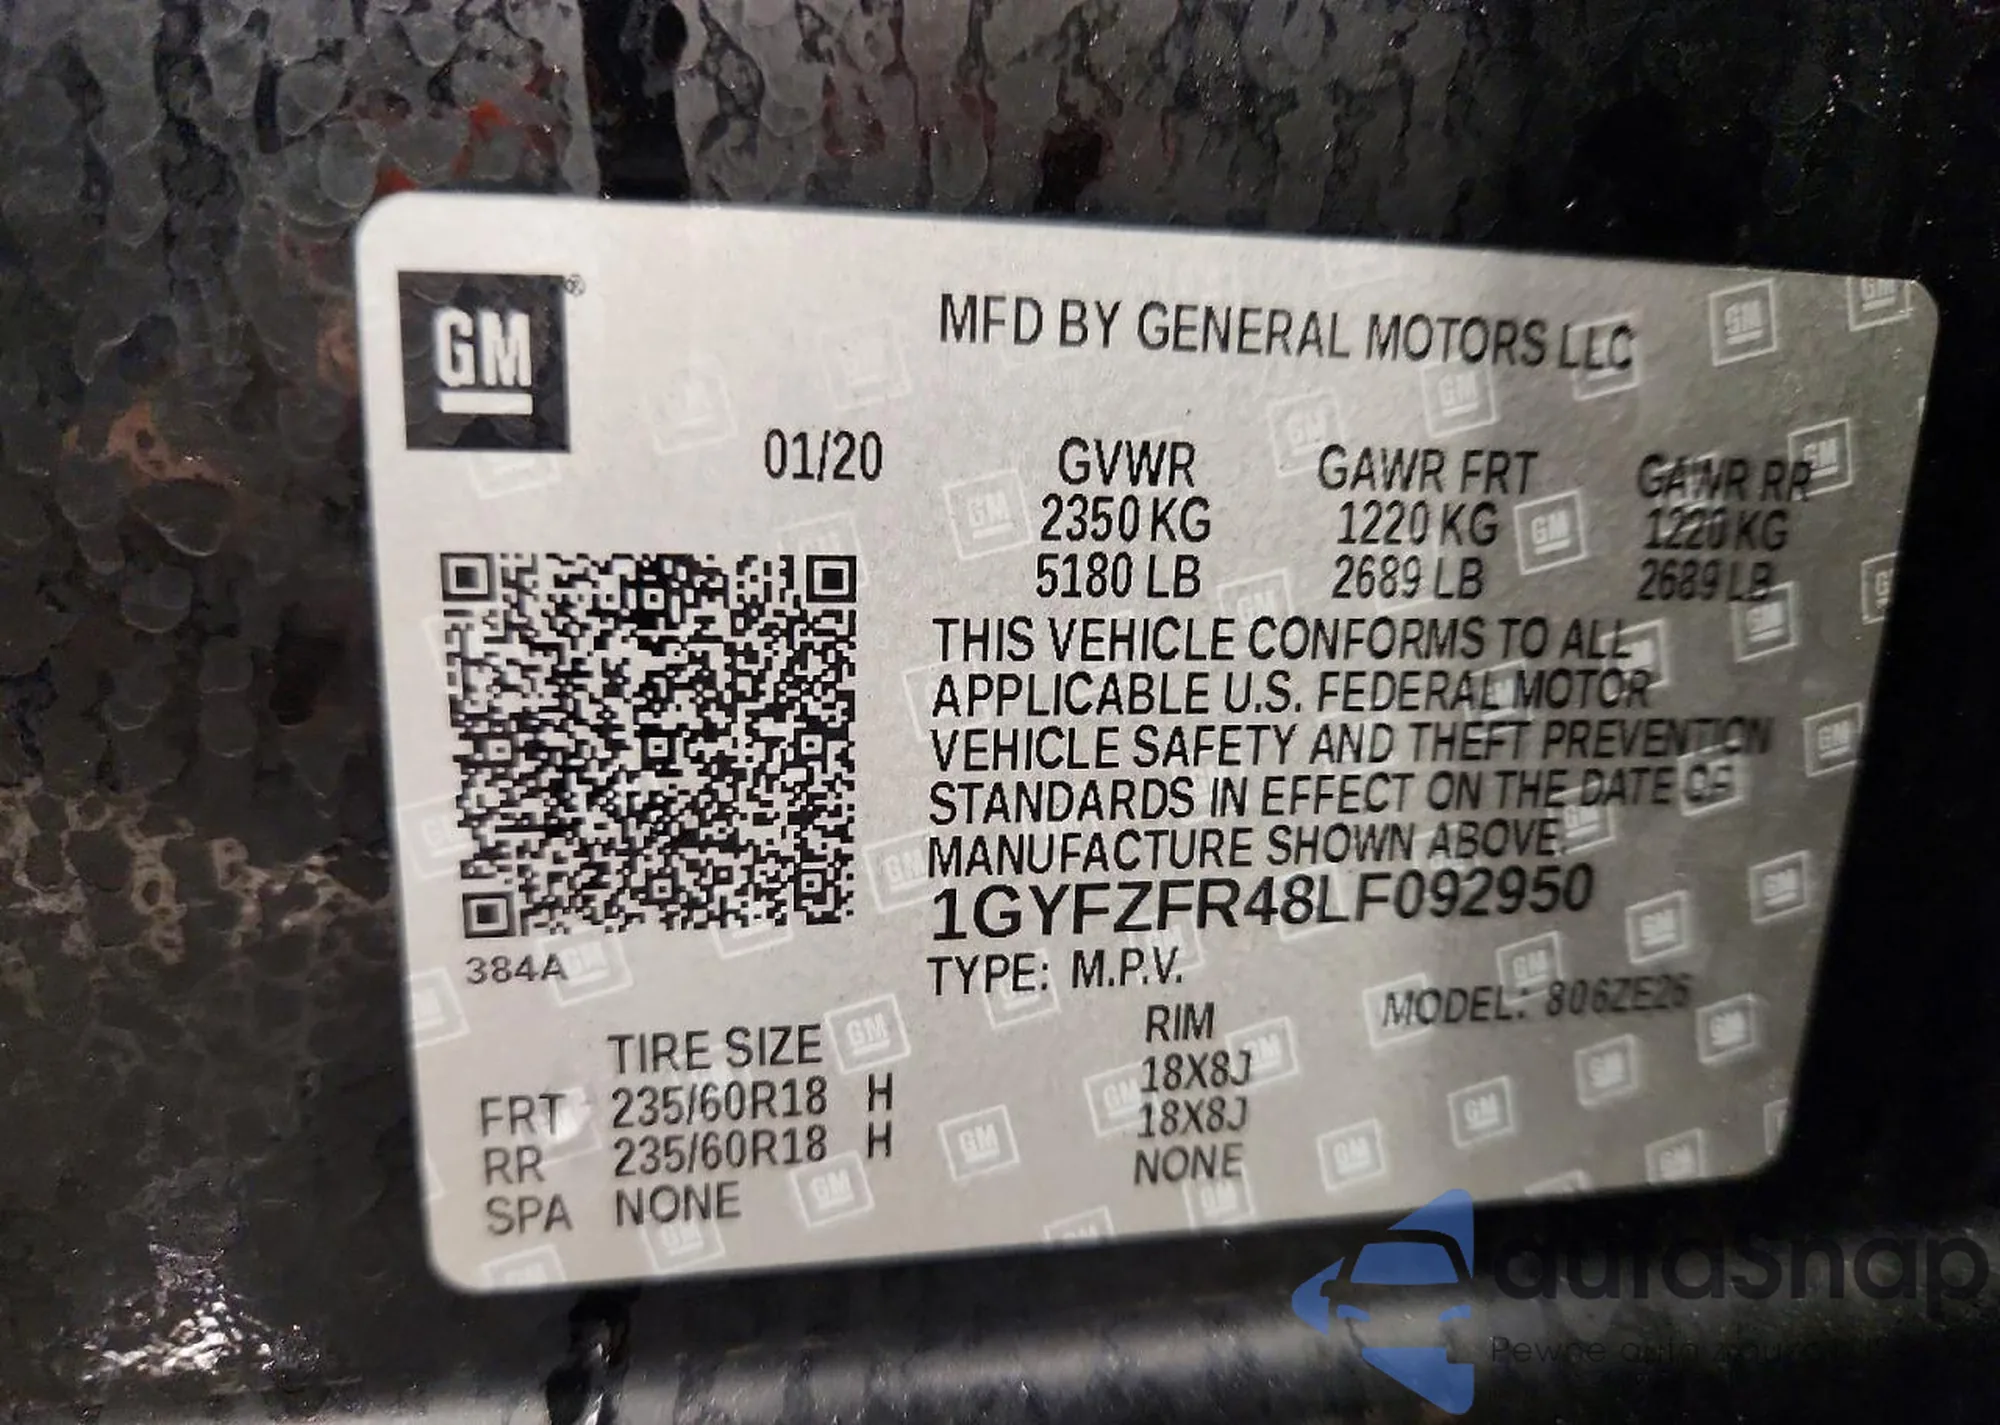 GM®
MFD BY GENERAL MOTORS LLC
01/20 GVWR GAWR FRT GAWR RR
2350 KG 1220 KG 1220 KG
5180 LB 2689 LB 2689 LB
THIS VEHICLE CONFORMS TO ALL
APPLICABLE U.S. FEDERAL MOTOR
VEHICLE SAFETY AND THEFT PREVENTION
STANDARDS IN EFFECT ON THE DATE OF
MANUFACTURE SHOWN ABOVE.
1GYFZFR48LF092950
384A
TYPE: M.P.V.
MODEL: 806ZE26
TIRE SIZE RIM
FRT 235/60R18 H 18X8J
RR 235/60R18 H 18X8J
SPA NONE NONE
auraSnap
Pewne auta z